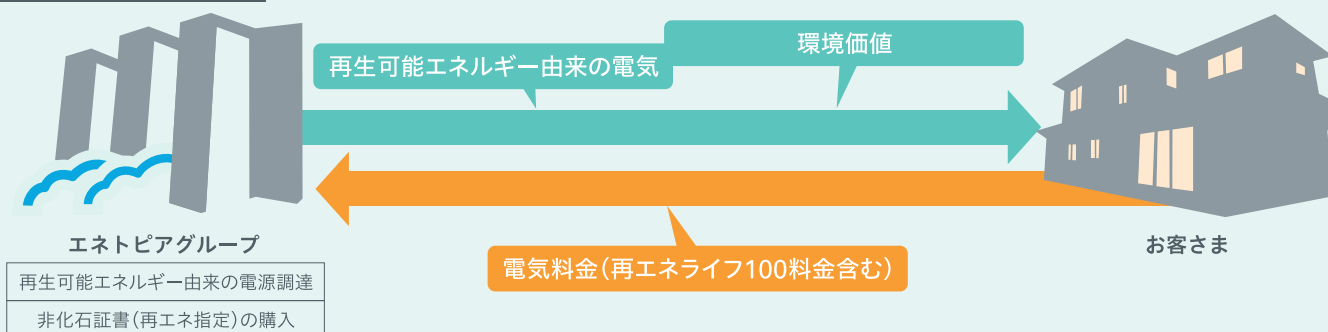 再生可能エネルギー由来の電気
環境価値
エネトピアグループ
お客さま
電気料金（再エネライフ100料金含む）
再生可能エネルギー由来の電源調達
非化石証書（再エネ指定）の購入